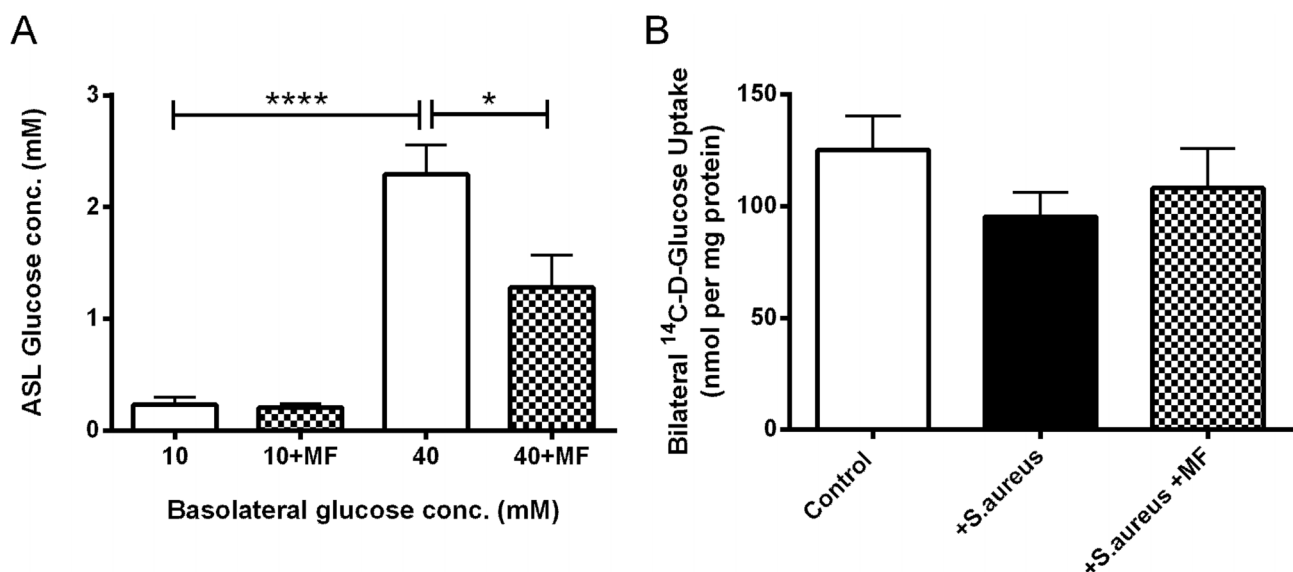 A
ASL Glucose conc. (mM)
3
2
1
0
****
*
10
10+MF
40
40+MF
Basolateral glucose conc. (mM)
B
Bilateral ¹⁴C-D-Glucose Uptake
(nmol per mg protein)
150
100
50
0
Control
+S.aureus
+S.aureus +MF